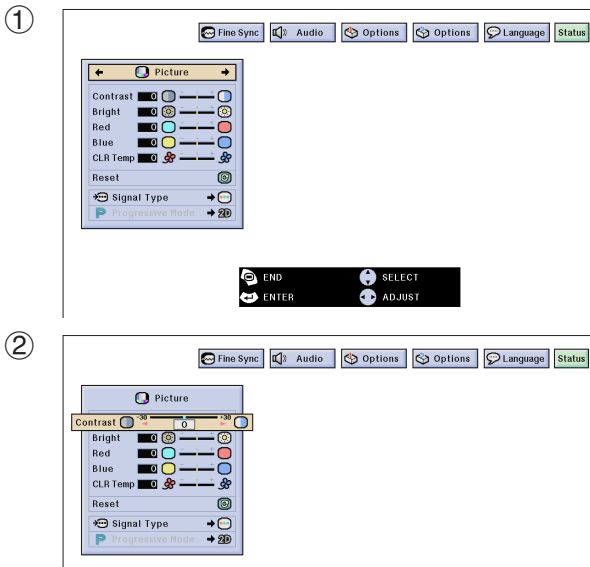 ①
Fine Sync Audio Options Options Language Status
Picture
Contrast 0 - +
Bright 0 - +
Red 0 - +
Blue 0 - +
CLR Temp 0 - +
Reset
Signal Type
P Progressive Mode 2D
END SELECT
ENTER ADJUST
②
Fine Sync Audio Options Options Language Status
Picture
Contrast -30 0 +30
Bright 0 - +
Red 0 - +
Blue 0 - +
CLR Temp 0 - +
Reset
Signal Type
P Progressive Mode 2D